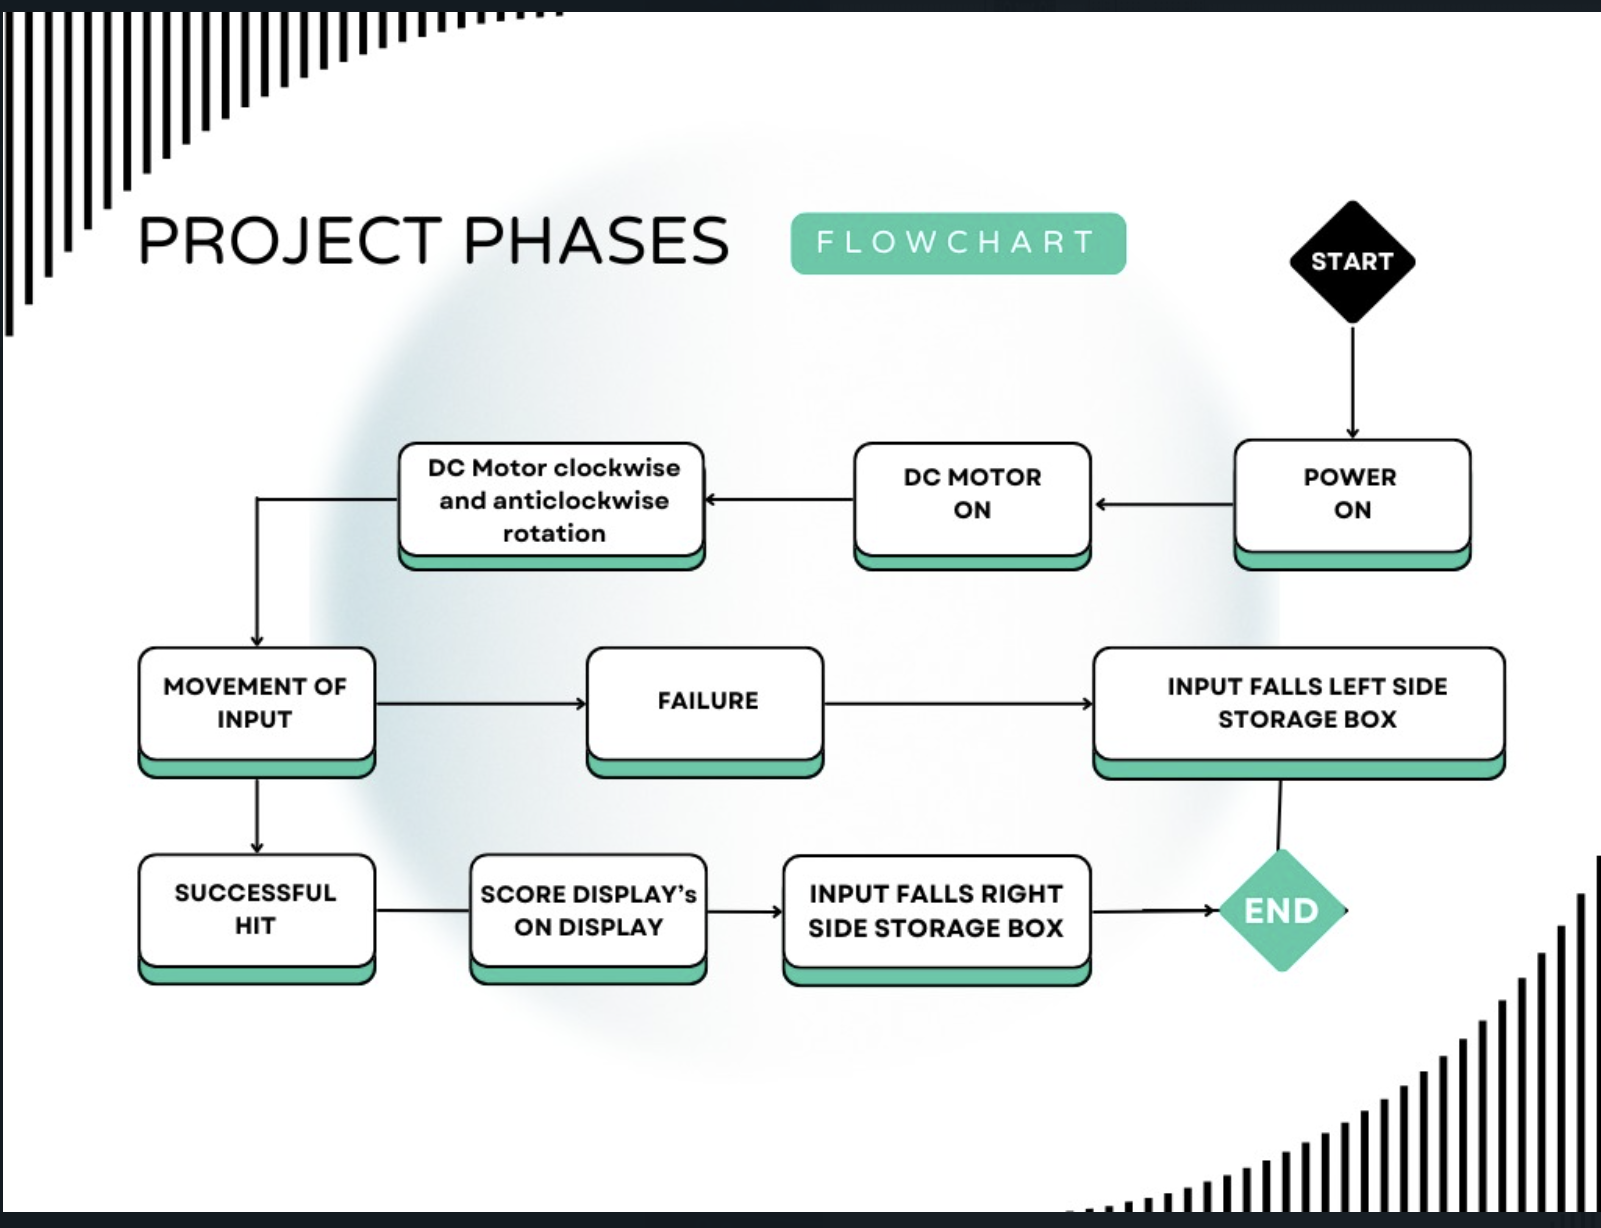 PROJECT PHASES
FLOWCHART
START
DC Motor clockwise
and anticlockwise
rotation
DC MOTOR
ON
POWER
ON
MOVEMENT OF
INPUT
FAILURE
INPUT FALLS LEFT SIDE
STORAGE BOX
SUCCESSFUL
HIT
SCORE DISPLAY's
ON DISPLAY
INPUT FALLS RIGHT
SIDE STORAGE BOX
END